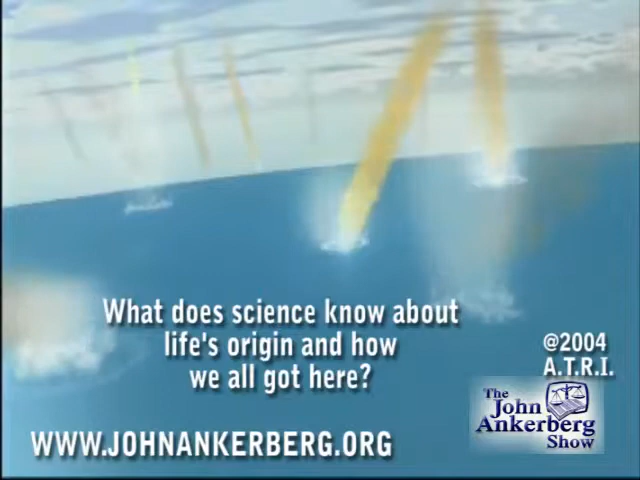 What does science know about
life's origin and how
we all got here?
@2004
A.T.R.I.
The
John
Ankerberg
Show
WWW.JOHNANKERBERG.ORG